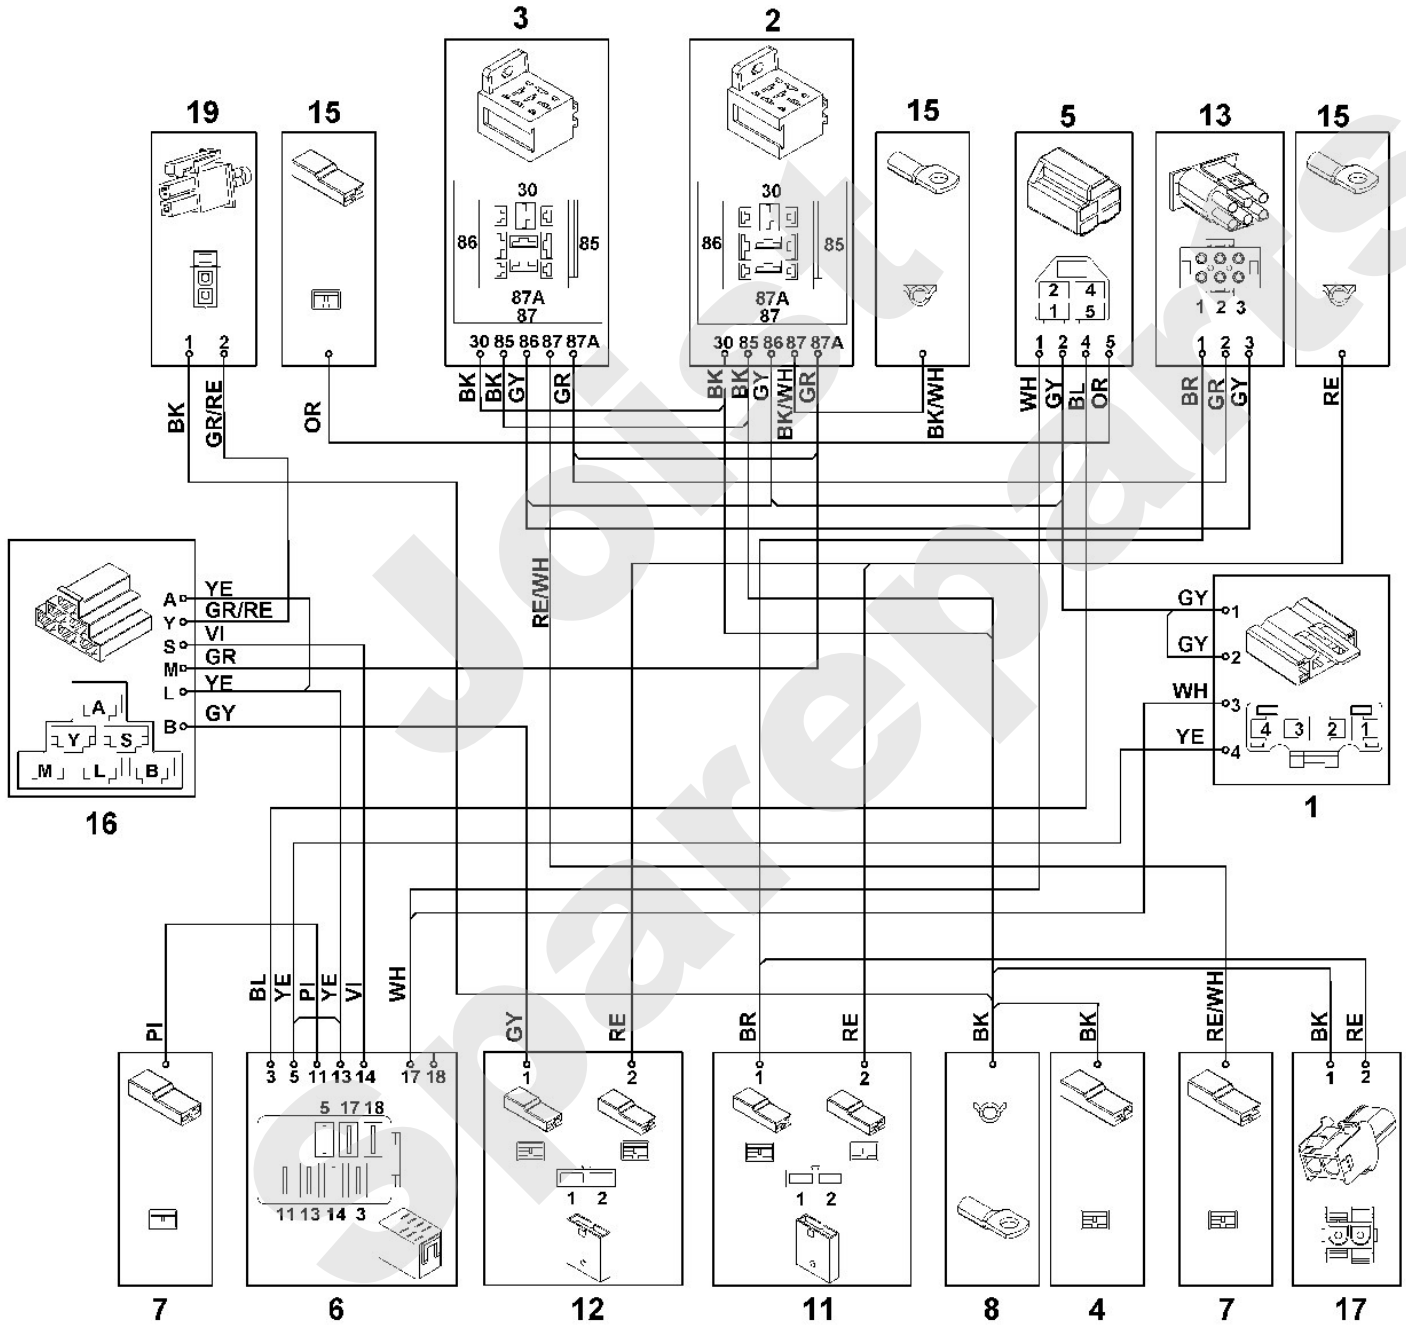 3 2
19 15 15 5 13 15
30 30
86 85 86 85
87A 87A
87 87
2 4
1 5
1 2 3
1 2
30 85 86 87 87A
30 85 86 87 87A
1 2 4 5
1 2 3
BK GR/RE OR
BK BK GY GR
BK BK GY BK/WH GR
BK/WH
WH GY BL OR
BR GR GY
RE
RE/WH
A YE
Y GR/RE
S VI
M GR
L YE
B GY
A
Y S
M L B
16
GY 1
GY 2
WH 3
YE 4
4 3 2 1
1
PI BL YE PI YE VI WH GY RE BR RE BK BK RE/WH BK RE
3 5 11 13 14 17 18
1 2
1 2
1 2
5 17 18
11 13 14 3
1 2
1 2
7 6 12 11 8 4 7 17
Joist
Spareparts